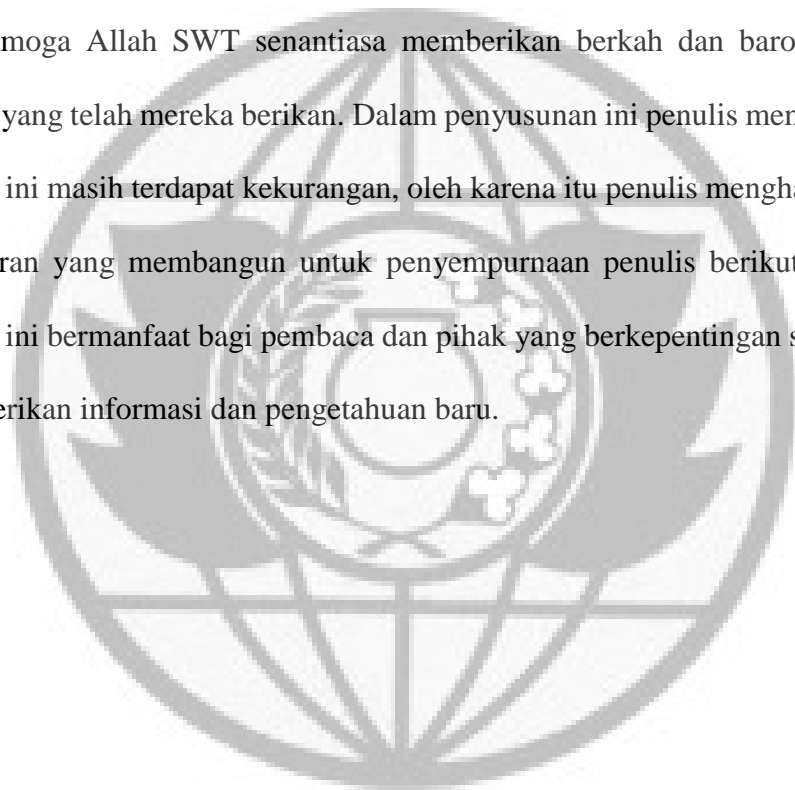 moga Allah SWT senantiasa memberikan berkah dan baro
yang telah mereka berikan. Dalam penyusunan ini penulis men
ini masih terdapat kekurangan, oleh karena itu penulis mengha
ran yang membangun untuk penyempurnaan penulis berikut
ini bermanfaat bagi pembaca dan pihak yang berkepentingan s
erikan informasi dan pengetahuan baru.